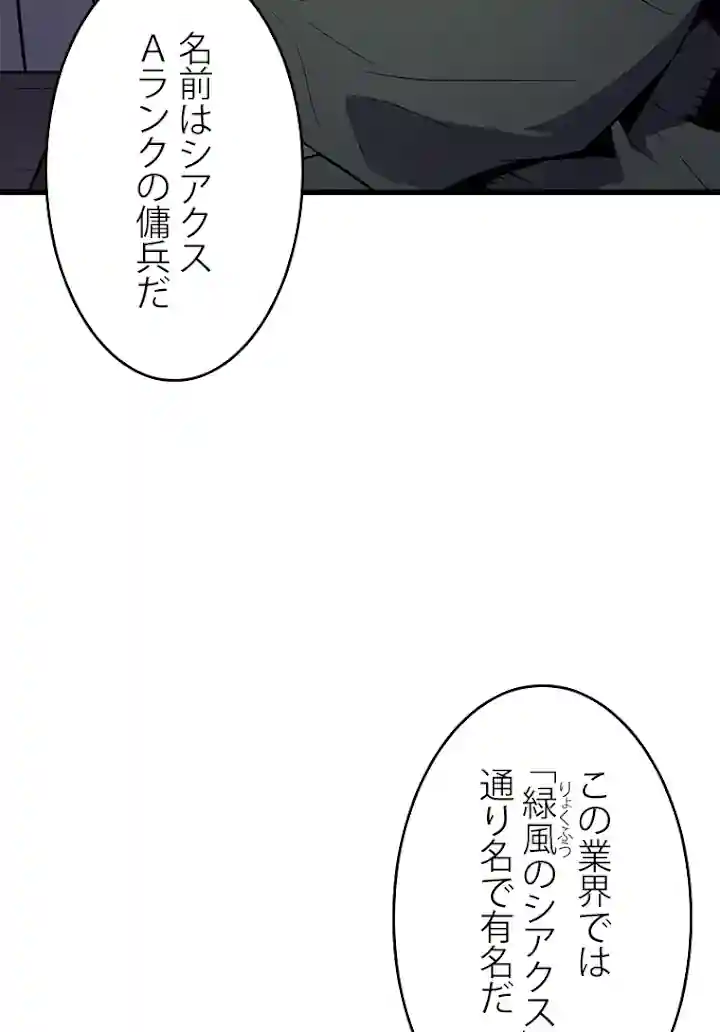 名前はシアクス
Aランクの傭兵だ
この業界では
「緑風のシアクス
りょくふう
通り名で有名だ